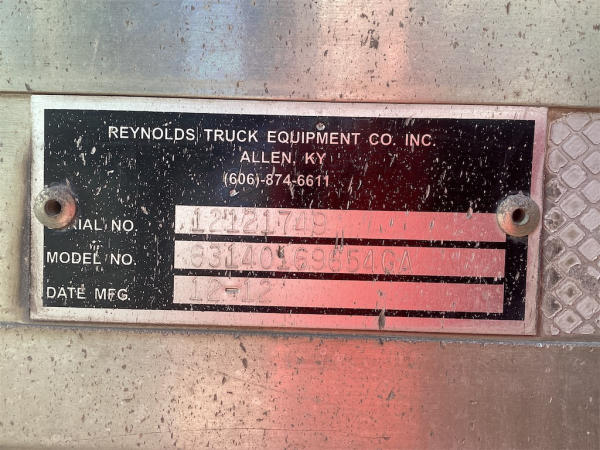 REYNOLDS TRUCK EQUIPMENT CO. INC.
ALLEN, KY
(606)-874-6611
RIAL NO. 12121749
MODEL NO.
DATE MFG. 12-12